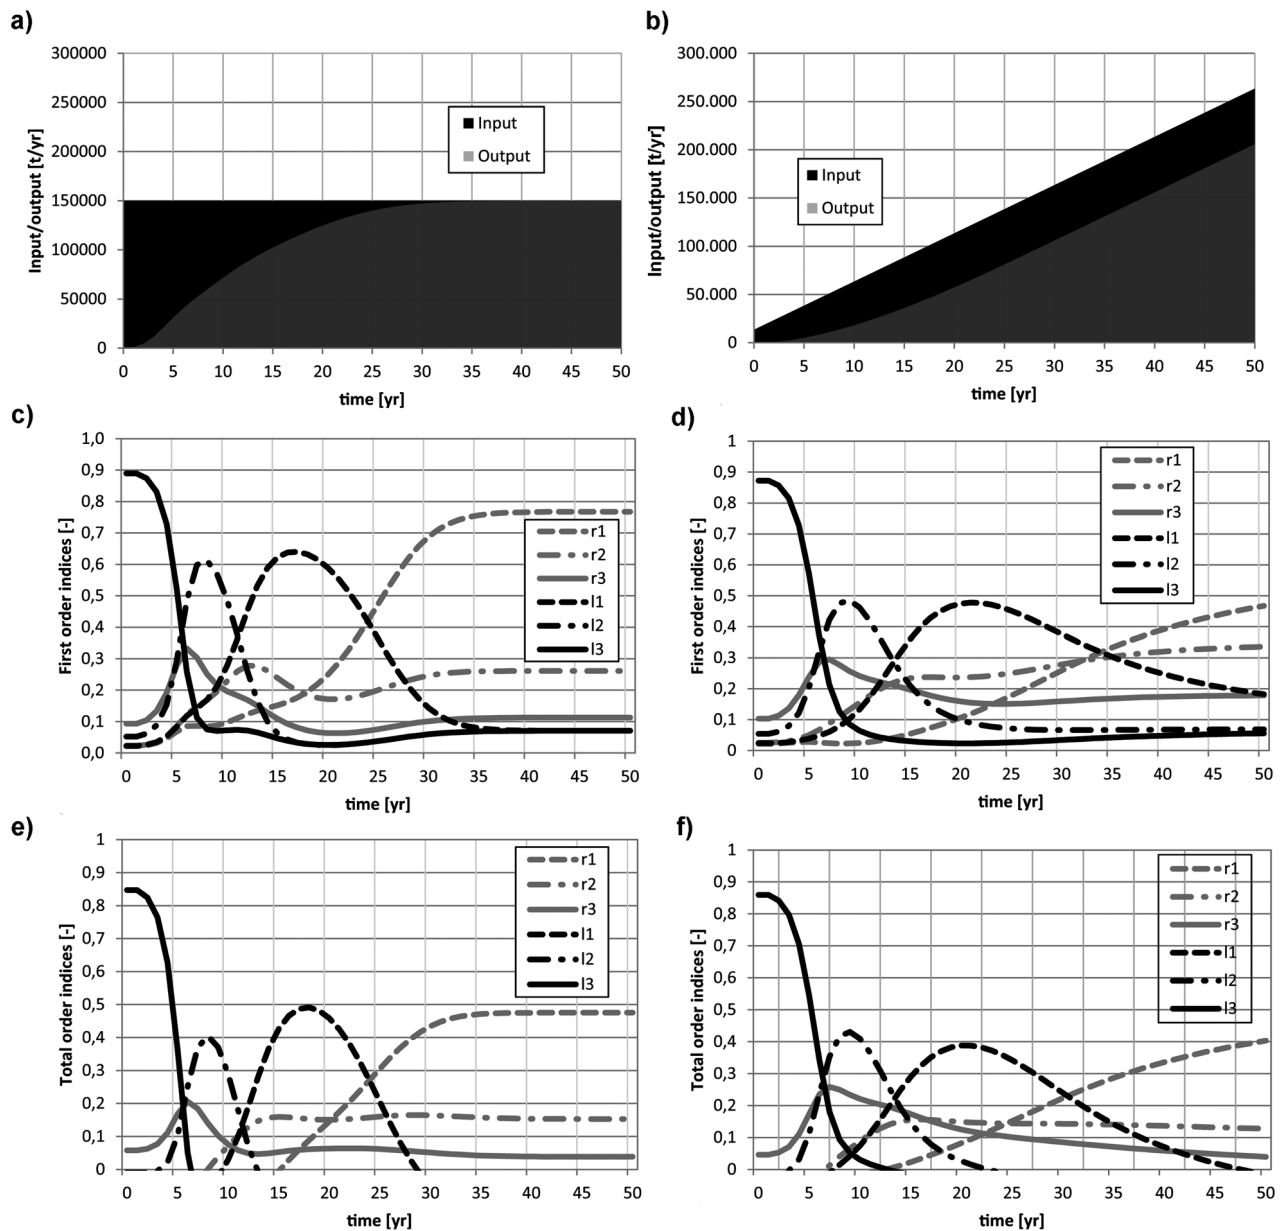 a)
300000
250000
200000
150000
100000
50000
0
Input/output [t/yr]
Input
Output
0 5 10 15 20 25 30 35 40 45 50
time [yr]
b)
300.000
250.000
200.000
150.000
100.000
50.000
0
Input/output [t/yr]
Input
Output
0 5 10 15 20 25 30 35 40 45 50
time [yr]
c)
1,0
0,9
0,8
0,7
0,6
0,5
0,4
0,3
0,2
0,1
0,0
First order indices [-]
r1
r2
r3
l1
l2
l3
0 5 10 15 20 25 30 35 40 45 50
time [yr]
d)
1
0,9
0,8
0,7
0,6
0,5
0,4
0,3
0,2
0,1
0
First order indices [-]
r1
r2
r3
l1
l2
l3
0 5 10 15 20 25 30 35 40 45 50
time [yr]
e)
1
0,9
0,8
0,7
0,6
0,5
0,4
0,3
0,2
0,1
0
Total order indices [-]
r1
r2
r3
l1
l2
l3
0 5 10 15 20 25 30 35 40 45 50
time [yr]
f)
1
0,9
0,8
0,7
0,6
0,5
0,4
0,3
0,2
0,1
0
Total order indices [-]
r1
r2
r3
l1
l2
l3
0 5 10 15 20 25 30 35 40 45 50
time [yr]